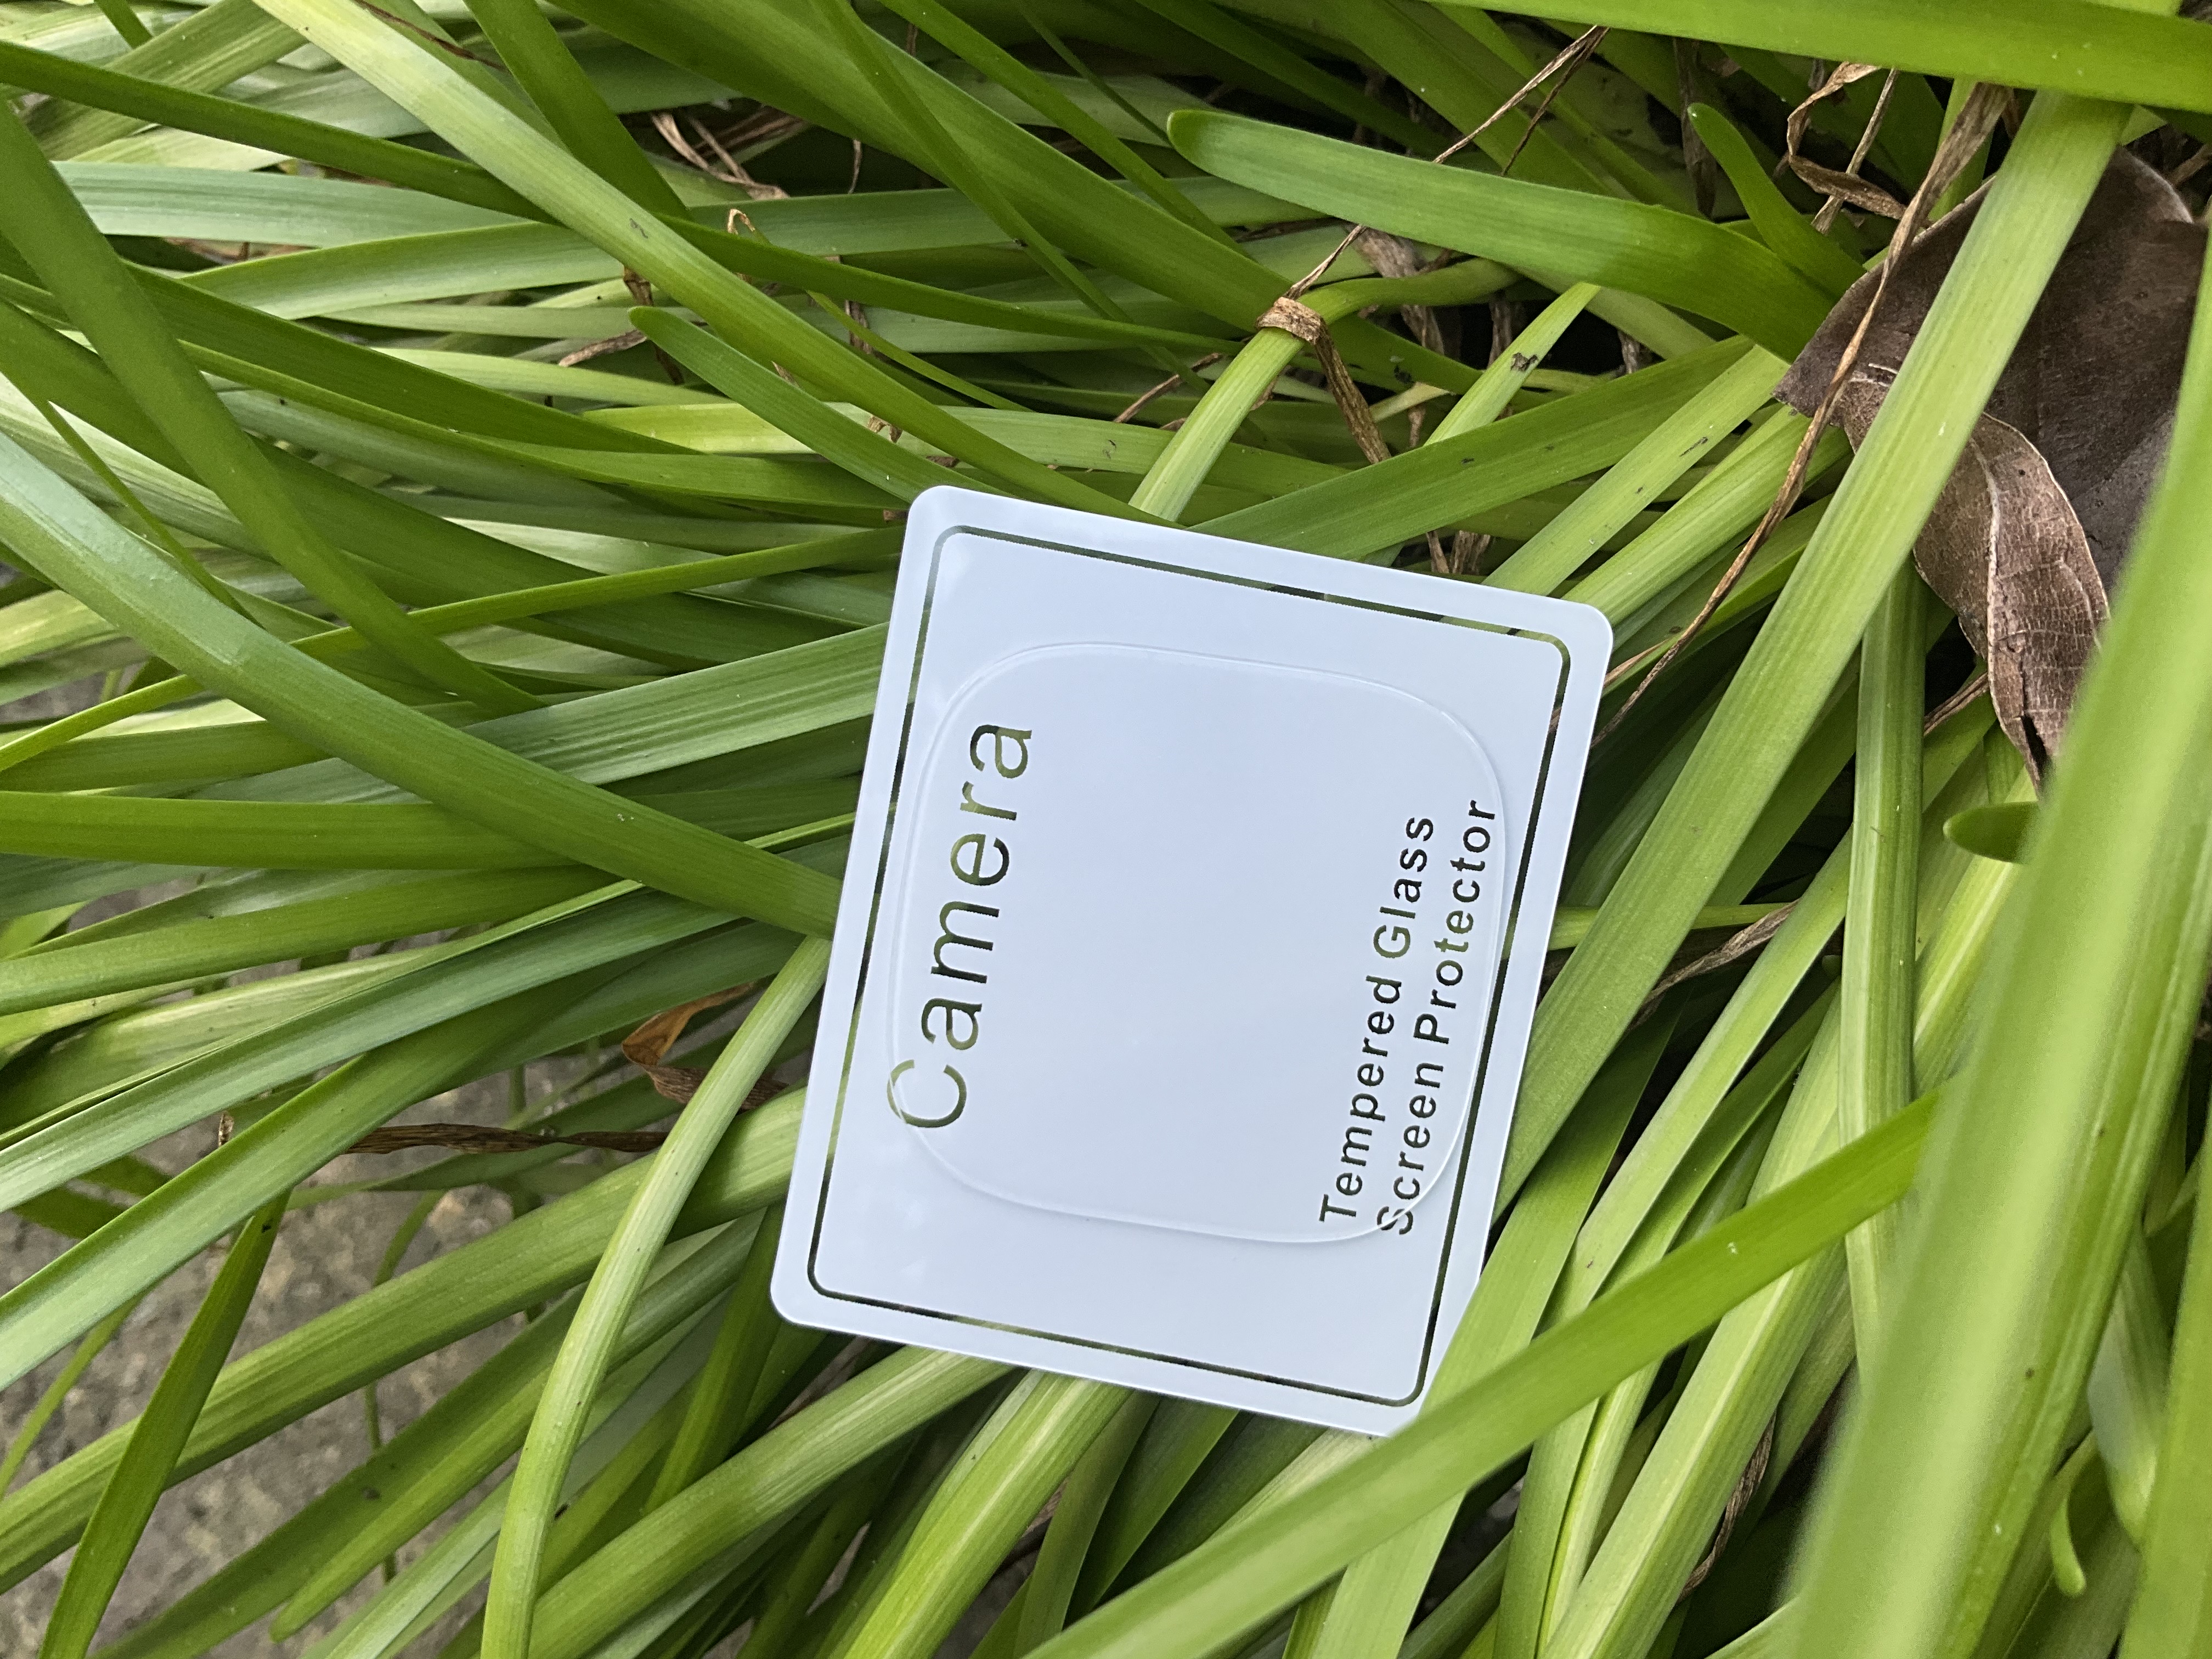 Camera
Tempered Glass
Screen Protector